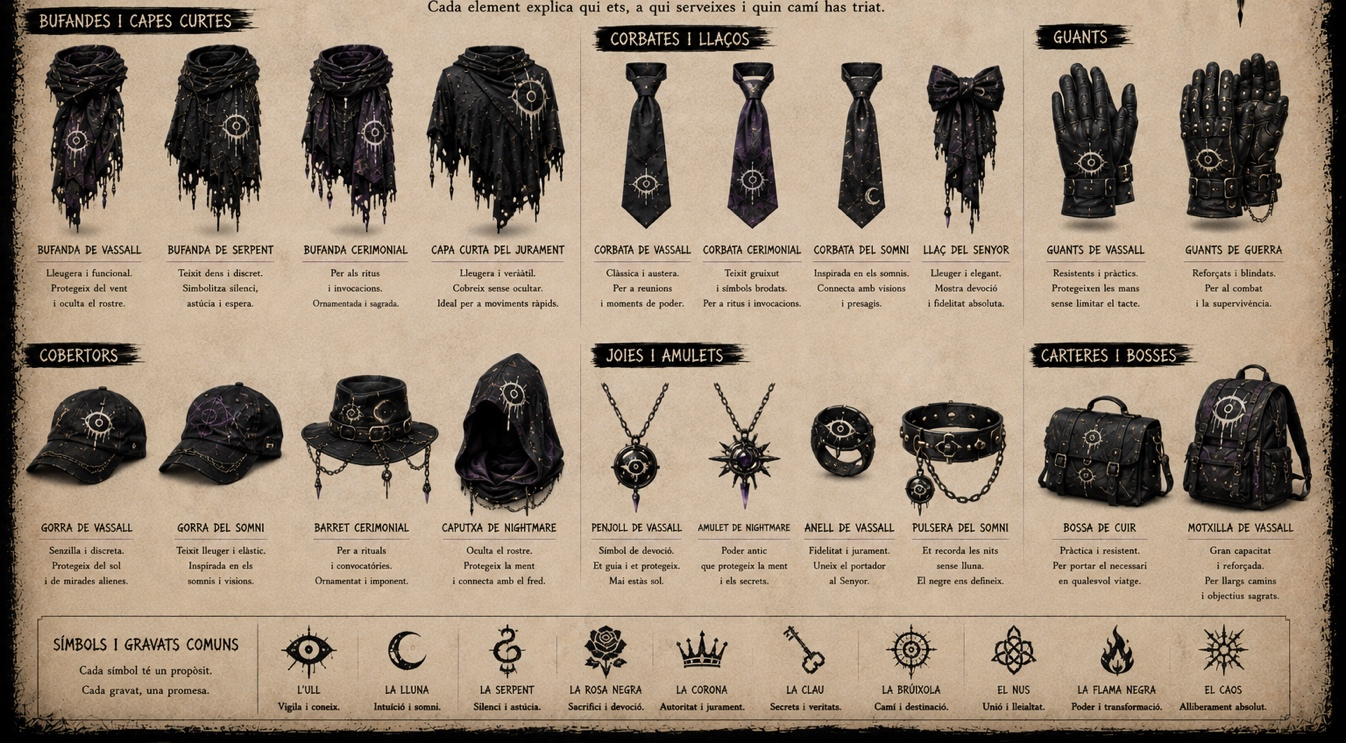 Cada element explica qui ets, a qui serveixes i quin camí has triat.
BUFANDES I CAPES CURTES
BUFANDA DE VASSALL
Lleugera i funcional.
Protegeix del vent
i oculta el rostre.
BUFANDA DE SERPENT
Teixit dens i discret.
Simbolitza silenci,
astúcia i espera.
BUFANDA CERIMONIAL
Per als ritus
i invocacions.
Ornamentada i sagrada.
CAPA CURTA DEL JURAMENT
Lleugera i verààtil.
Cobreix sense ocultar.
Ideal per a moviments ràpids.
CORBATES I LLAÇOS
CORBATA DE VASSALL
Clàssica i austera.
Per a reunions
i moments de poder.
CORBATA CERIMONIAL
Teixit gruixut
i símbols brodats.
Per a ritus i invocacions.
CORBATA DEL SOMNI
Inspirada en els somnis.
Connecta amb visions
i presagis.
LLAÇ DEL SENYOR
Lleuger i elegant.
Mostra devoció
i fidelitat absoluta.
GUANTS
GUANTS DE VASSALL
Resistents i pràctics.
Protegeixen les mans
sense limitar el tacte.
GUANTS DE GUERRA
Reforçats i blindats.
Per al combat
i la supervivència.
COBERTORS
GORRA DE VASSALL
Senzilla i discreta.
Protegeix del sol
i de mirades alienes.
GORRA DEL SOMNI
Teixit lleuger i elàstic.
Inspirada en els
somnis i visions.
BARRET CERIMONIAL
Per a rituals
i convocatòries.
Ornamentat i imponent.
CAPUTXA DE NIGHTMARE
Oculta el rostre.
Protegeix la ment
i connecta amb el fred.
JOIES I AMULETS
PENJOLL DE VASSALL
Símbol de devoció.
Et guia i et protegeix.
Mai estàs sol.
AMULET DE NIGHTMARE
Poder antic
que protegeix la ment
i els secrets.
ANELL DE VASSALL
Fidelitat i jurament.
Uneix el portador
al Senyor.
PULSERA DEL SOMNI
Et recorda les nits
sense lluna.
El negre ens defineix.
CARTERES I BOSSES
BOSSA DE CUIR
Pràctica i resistent.
Per portar el necessari
en qualsevol viatge.
MOTXILLA DE VASSALL
Gran capacitat
i reforçada.
Per llargs camins
i objectius sagrats.
SÍMBOLS I GRAVATS COMUNS
Cada símbol té un propòsit.
Cada gravat, una promesa.
L'ULL
Vigila i coneix.
LA LLUNA
Intuïció i somni.
LA SERPENT
Silenci i astúcia.
LA ROSA NEGRA
Sacrifici i devoció.
LA CORONA
Autoritat i jurament.
LA CLAU
Secrets i veritats.
LA BRÚIXOLA
Camí i destinació.
EL NUS
Unió i lleialtat.
LA FLAMA NEGRA
Poder i transformació.
EL CAOS
Alliberament absolut.